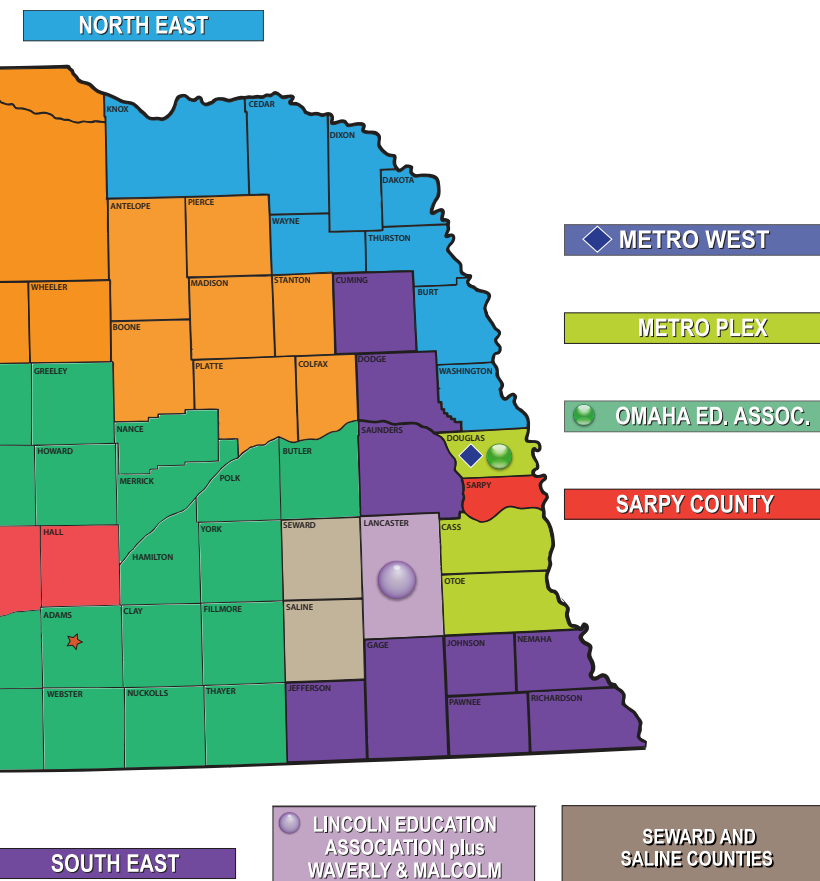 NORTH EAST
KNOX
CEDAR
DIXON
DAKOTA
ANTELOPE
PIERCE
WAYNE
THURSTON
METRO WEST
WHEELER
MADISON
STANTON
CUMING
BURT
BOONE
METRO PLEX
GREELEY
PLATTE
COLFAX
DODGE
WASHINGTON
OMAHA ED. ASSOC.
NANCE
SAUNDERS
DOUGLAS
HOWARD
BUTLER
MERRICK
POLK
SARPY
SARPY COUNTY
HALL
YORK
SEWARD
LANCASTER
CASS
HAMILTON
OTOE
ADAMS
CLAY
FILLMORE
SALINE
GAGE
JOHNSON
NEMAHA
WEBSTER
NUCKOLLS
THAYER
JEFFERSON
PAWNEE
RICHARDSON
SOUTH EAST
LINCOLN EDUCATION
ASSOCIATION plus
WAVERLY & MALCOLM
SEWARD AND
SALINE COUNTIES